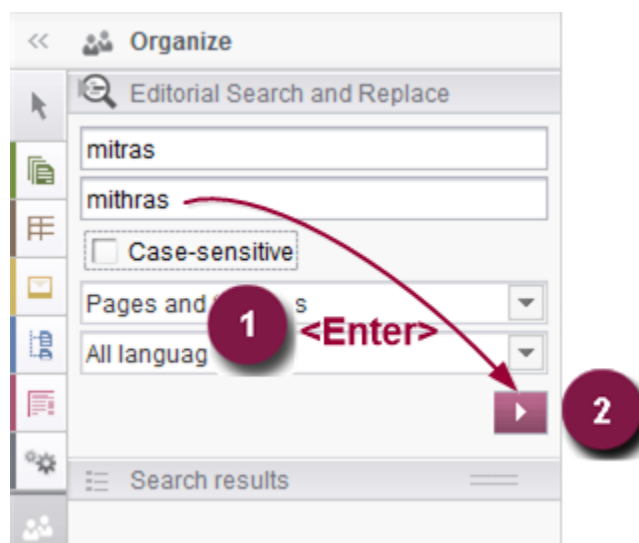 Organize
Editorial Search and Replace
mitras
mithras
Case-sensitive
Pages and s
1 <Enter>
All languag
2
Search results